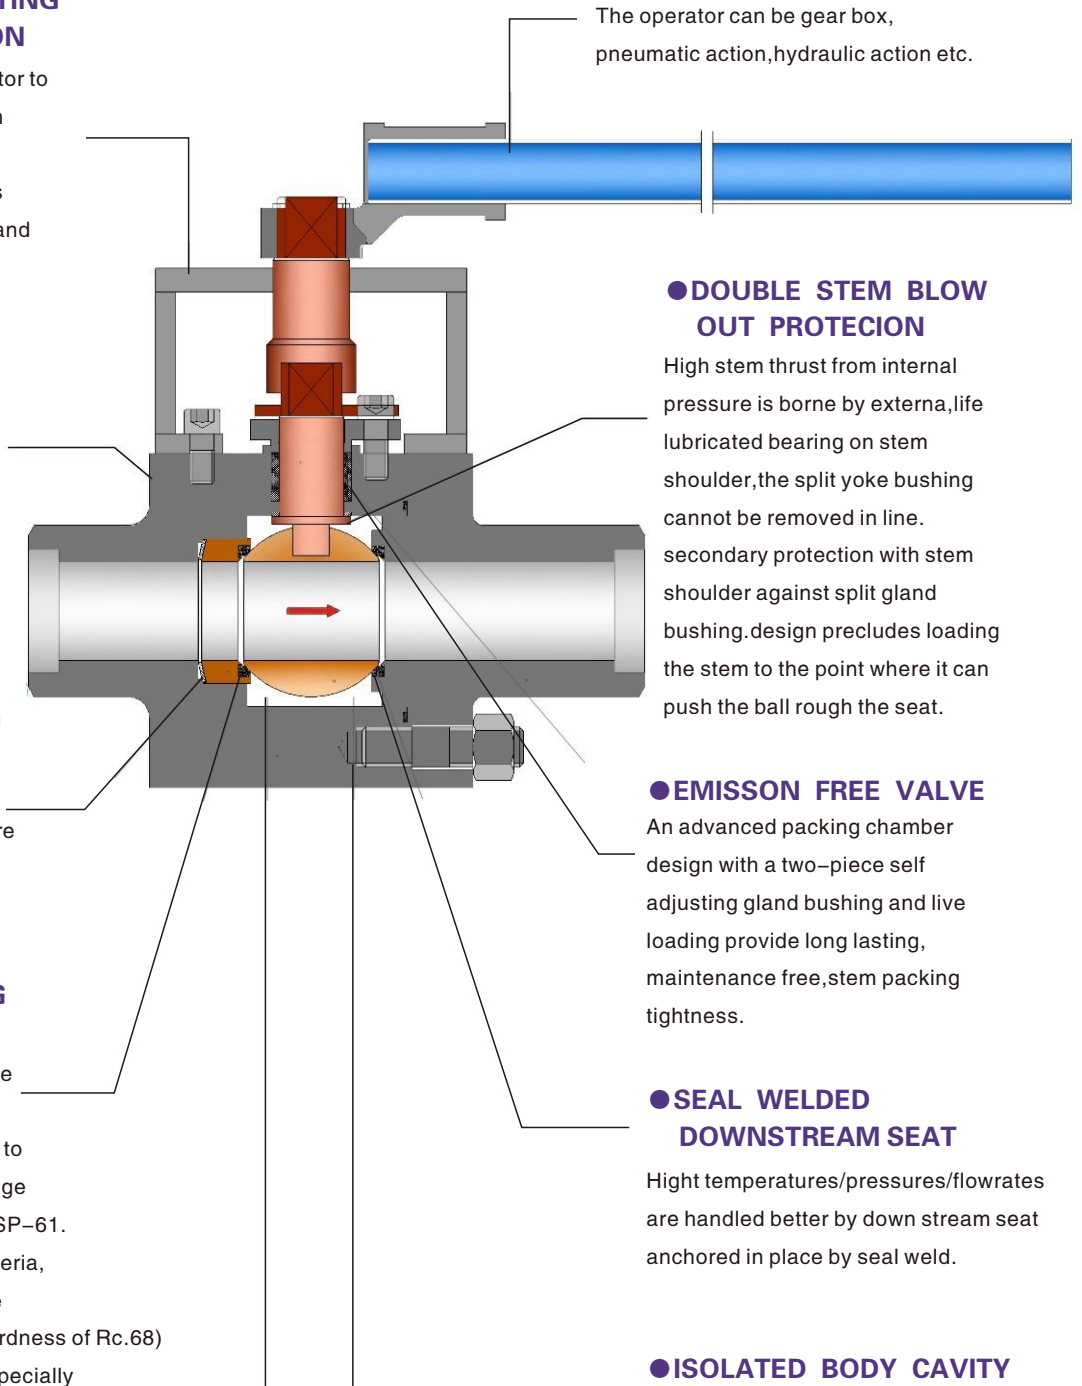 ON
tor to
and
re
G
e
to
ge
SP–61.
eria,
e
rdness of Rc.68)
pecially
The operator can be gear box,
pneumatic action,hydraulic action etc.
●DOUBLE STEM BLOW
OUT PROTECION
High stem thrust from internal
pressure is borne by externa,life
lubricated bearing on stem
shoulder,the split yoke bushing
cannot be removed in line.
secondary protection with stem
shoulder against split gland
bushing.design precludes loading
the stem to the point where it can
push the ball rough the seat.
●EMISSON FREE VALVE
An advanced packing chamber
design with a two–piece self
adjusting gland bushing and live
loading provide long lasting,
maintenance free,stem packing
tightness.
●SEAL WELDED
DOWNSTREAM SEAT
Hight temperatures/pressures/flowrates
are handled better by down stream seat
anchored in place by seal weld.
●ISOLATED BODY CAVITY